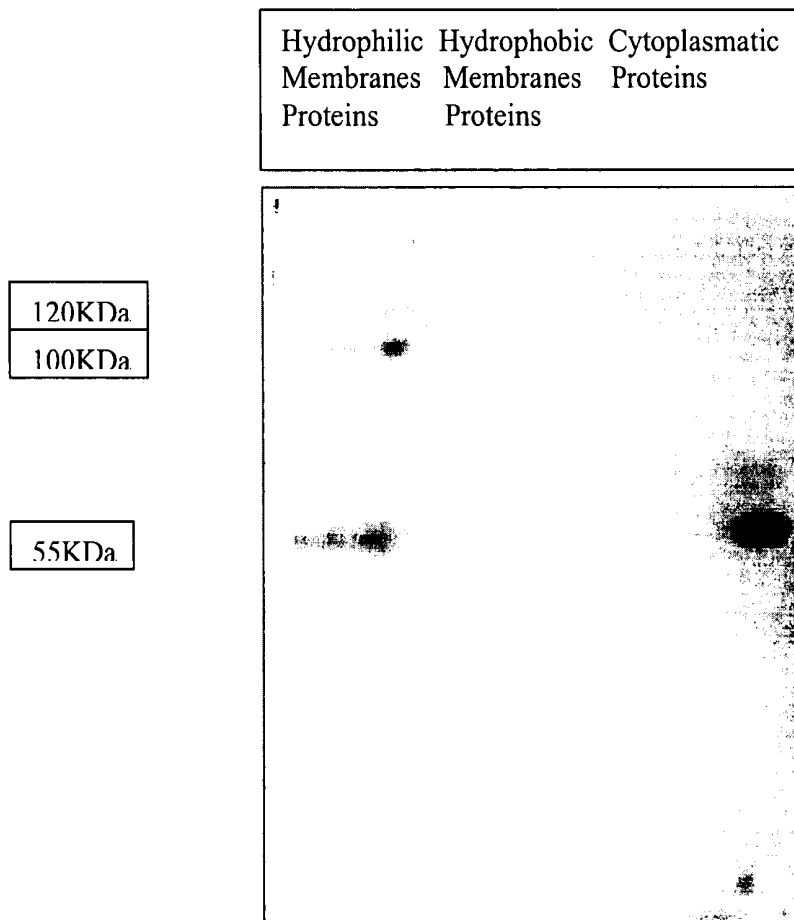 Hydrophilic Hydrophobic Cytoplasmatic
Membranes Membranes Proteins
Proteins Proteins
120KDa
100KDa
55KDa